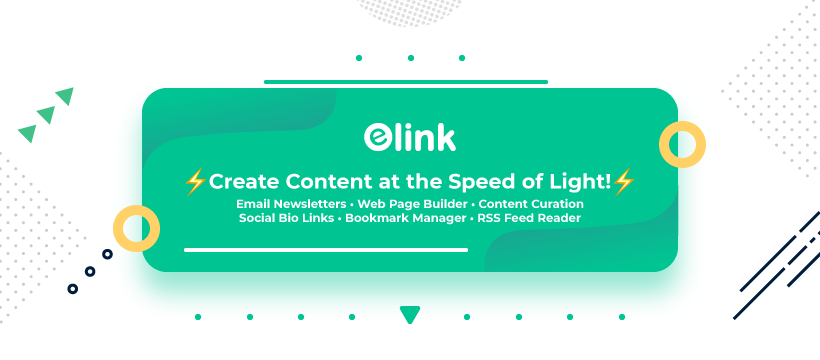 elink
⚡Create Content at the Speed of Light!⚡
Email Newsletters • Web Page Builder • Content Curation
Social Bio Links • Bookmark Manager • RSS Feed Reader